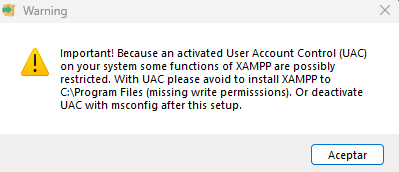 Warning
Important! Because an activated User Account Control (UAC)
on your system some functions of XAMPP are possibly
restricted. With UAC please avoid to install XAMPP to
C:\Program Files (missing write permisssions). Or deactivate
UAC with msconfig after this setup.
Aceptar